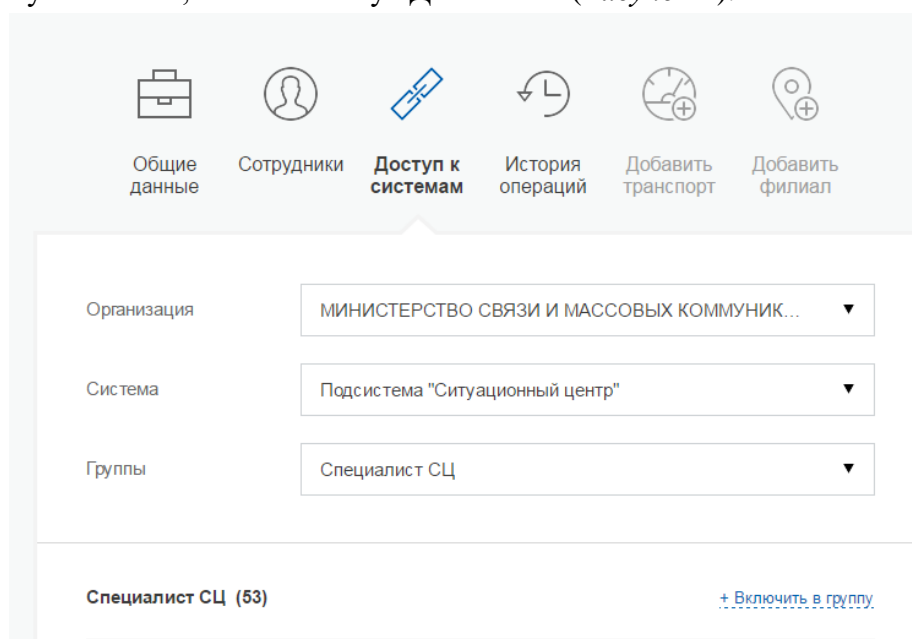 Общие данные
Сотрудники
Доступ к системам
История операций
Добавить транспорт
Добавить филиал
Организация
МИНИСТЕРСТВО СВЯЗИ И МАССОВЫХ КОММУНИК...
Система
Подсистема "Ситуационный центр"
Группы
Специалист СЦ
Специалист СЦ (53)
+ Включить в группу